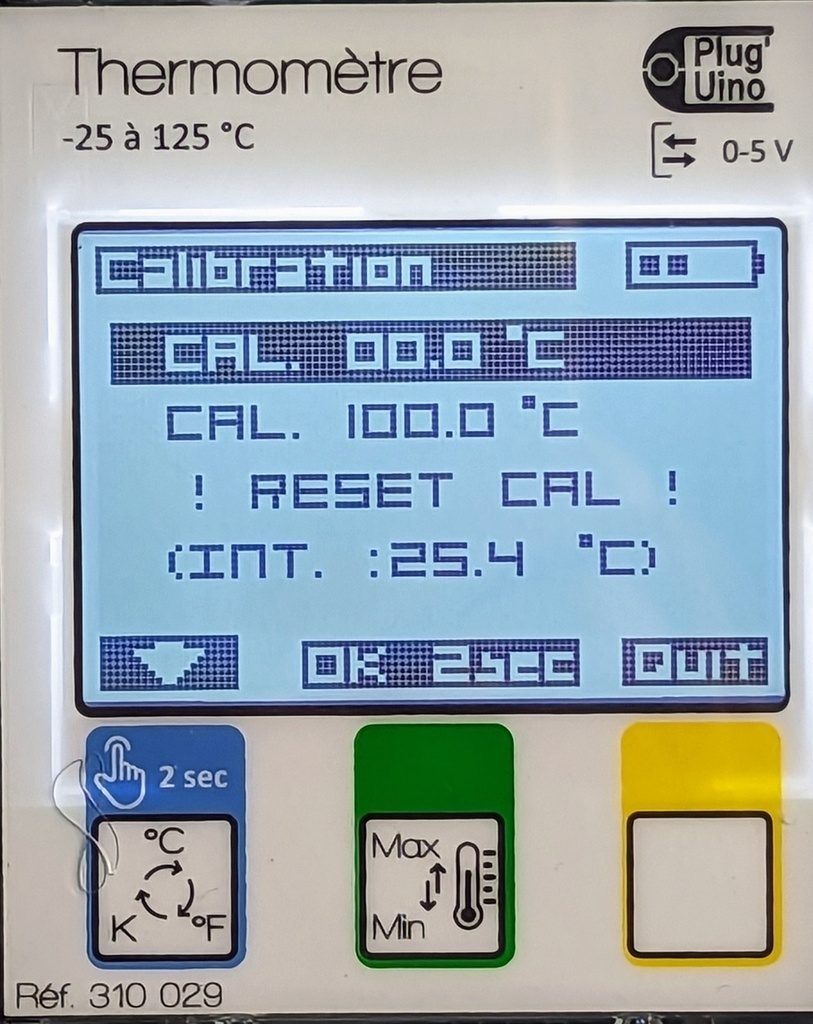 Thermomètre
Plug'
Uino
-25 à 125 °C
0-5 V
Calibration
CAL. 00.0 °C
CAL. 100.0 °C
! RESET CAL !
(INT. :25.4 °C)
OK 2sec
Quit
2 sec
°C
K
°F
Max
Min
Réf. 310 029